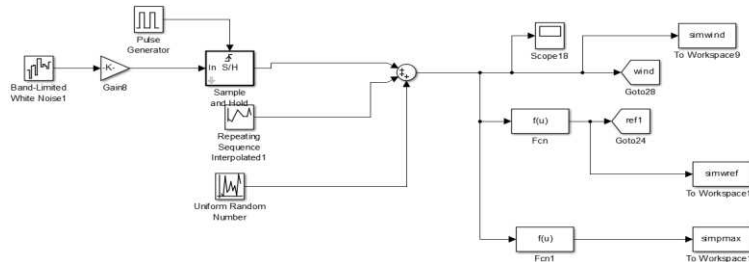 Pulse
Generator
-K-
In
S/H
Band-Limited
White Noise1
Gain8
Sample
and Hold
Repeating
Sequence
Interpolated1
Uniform Random
Number
Scope18
simwind
To Workspace9
wind
Goto28
f(u)
Fcn
ref1
Goto24
simwref
To Workspace1
f(u)
Fcn1
simpmax
To Workspace1